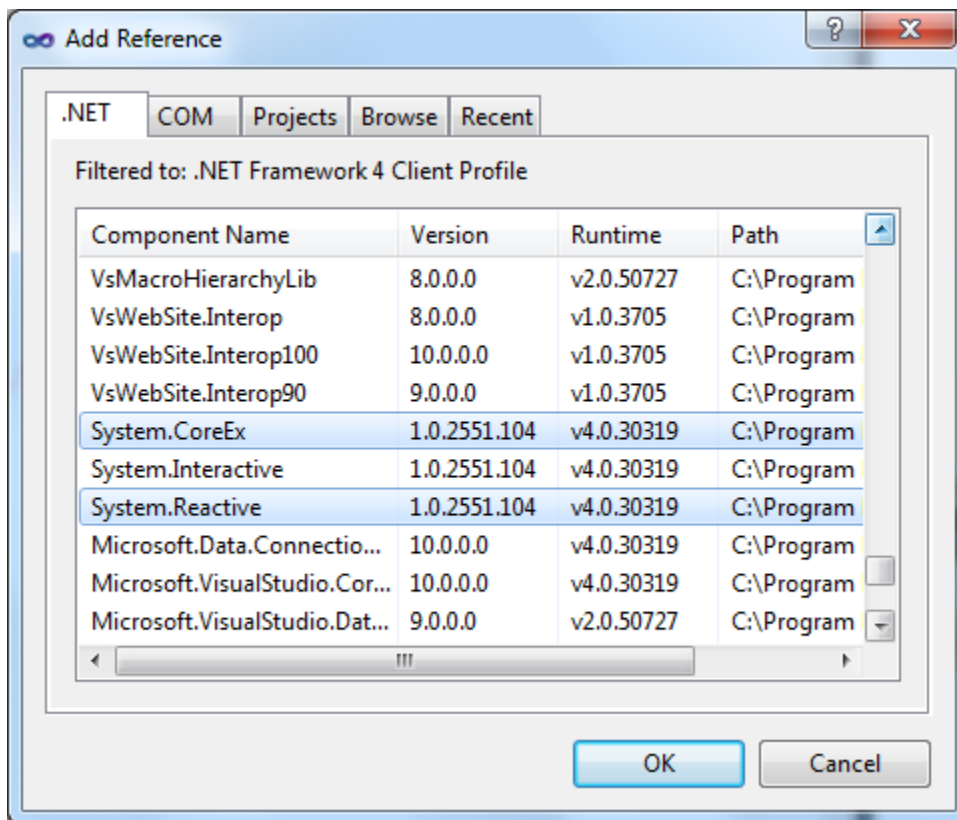 Add Reference
.NET COM Projects Browse Recent
Filtered to: .NET Framework 4 Client Profile
Component Name Version Runtime Path
VsMacroHierarchyLib 8.0.0.0 v2.0.50727 C:\Program
VsWebSite.Interop 8.0.0.0 v1.0.3705 C:\Program
VsWebSite.Interop100 10.0.0.0 v1.0.3705 C:\Program
VsWebSite.Interop90 9.0.0.0 v1.0.3705 C:\Program
System.CoreEx 1.0.2551.104 v4.0.30319 C:\Program
System.Interactive 1.0.2551.104 v4.0.30319 C:\Program
System.Reactive 1.0.2551.104 v4.0.30319 C:\Program
Microsoft.Data.Connectio... 10.0.0.0 v4.0.30319 C:\Program
Microsoft.VisualStudio.Cor... 10.0.0.0 v4.0.30319 C:\Program
Microsoft.VisualStudio.Dat... 9.0.0.0 v2.0.50727 C:\Program
OK Cancel